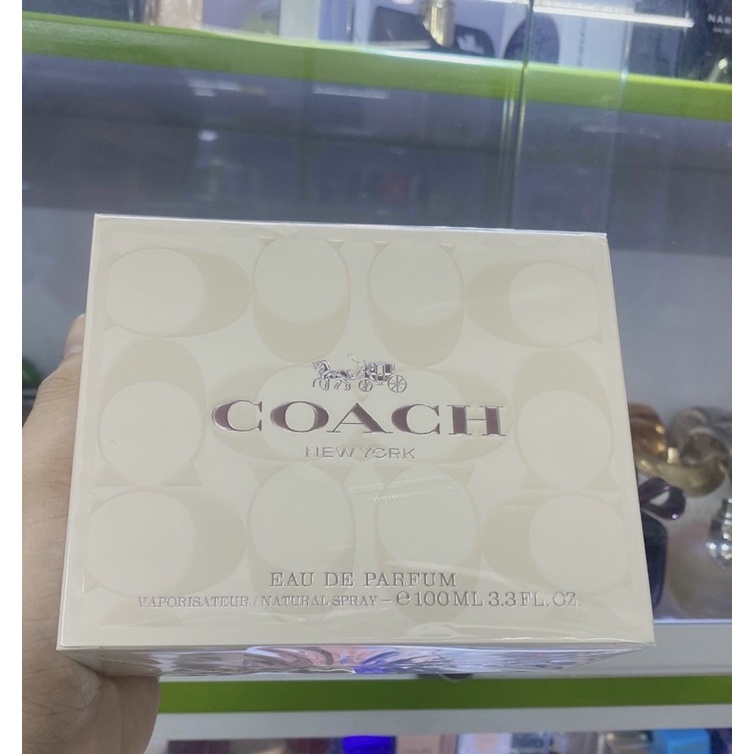 COACH
NEW YORK
EAU DE PARFUM
VAPORISATEUR / NATURAL SPRAY – ℮ 100 ML 3.3 FL. OZ.